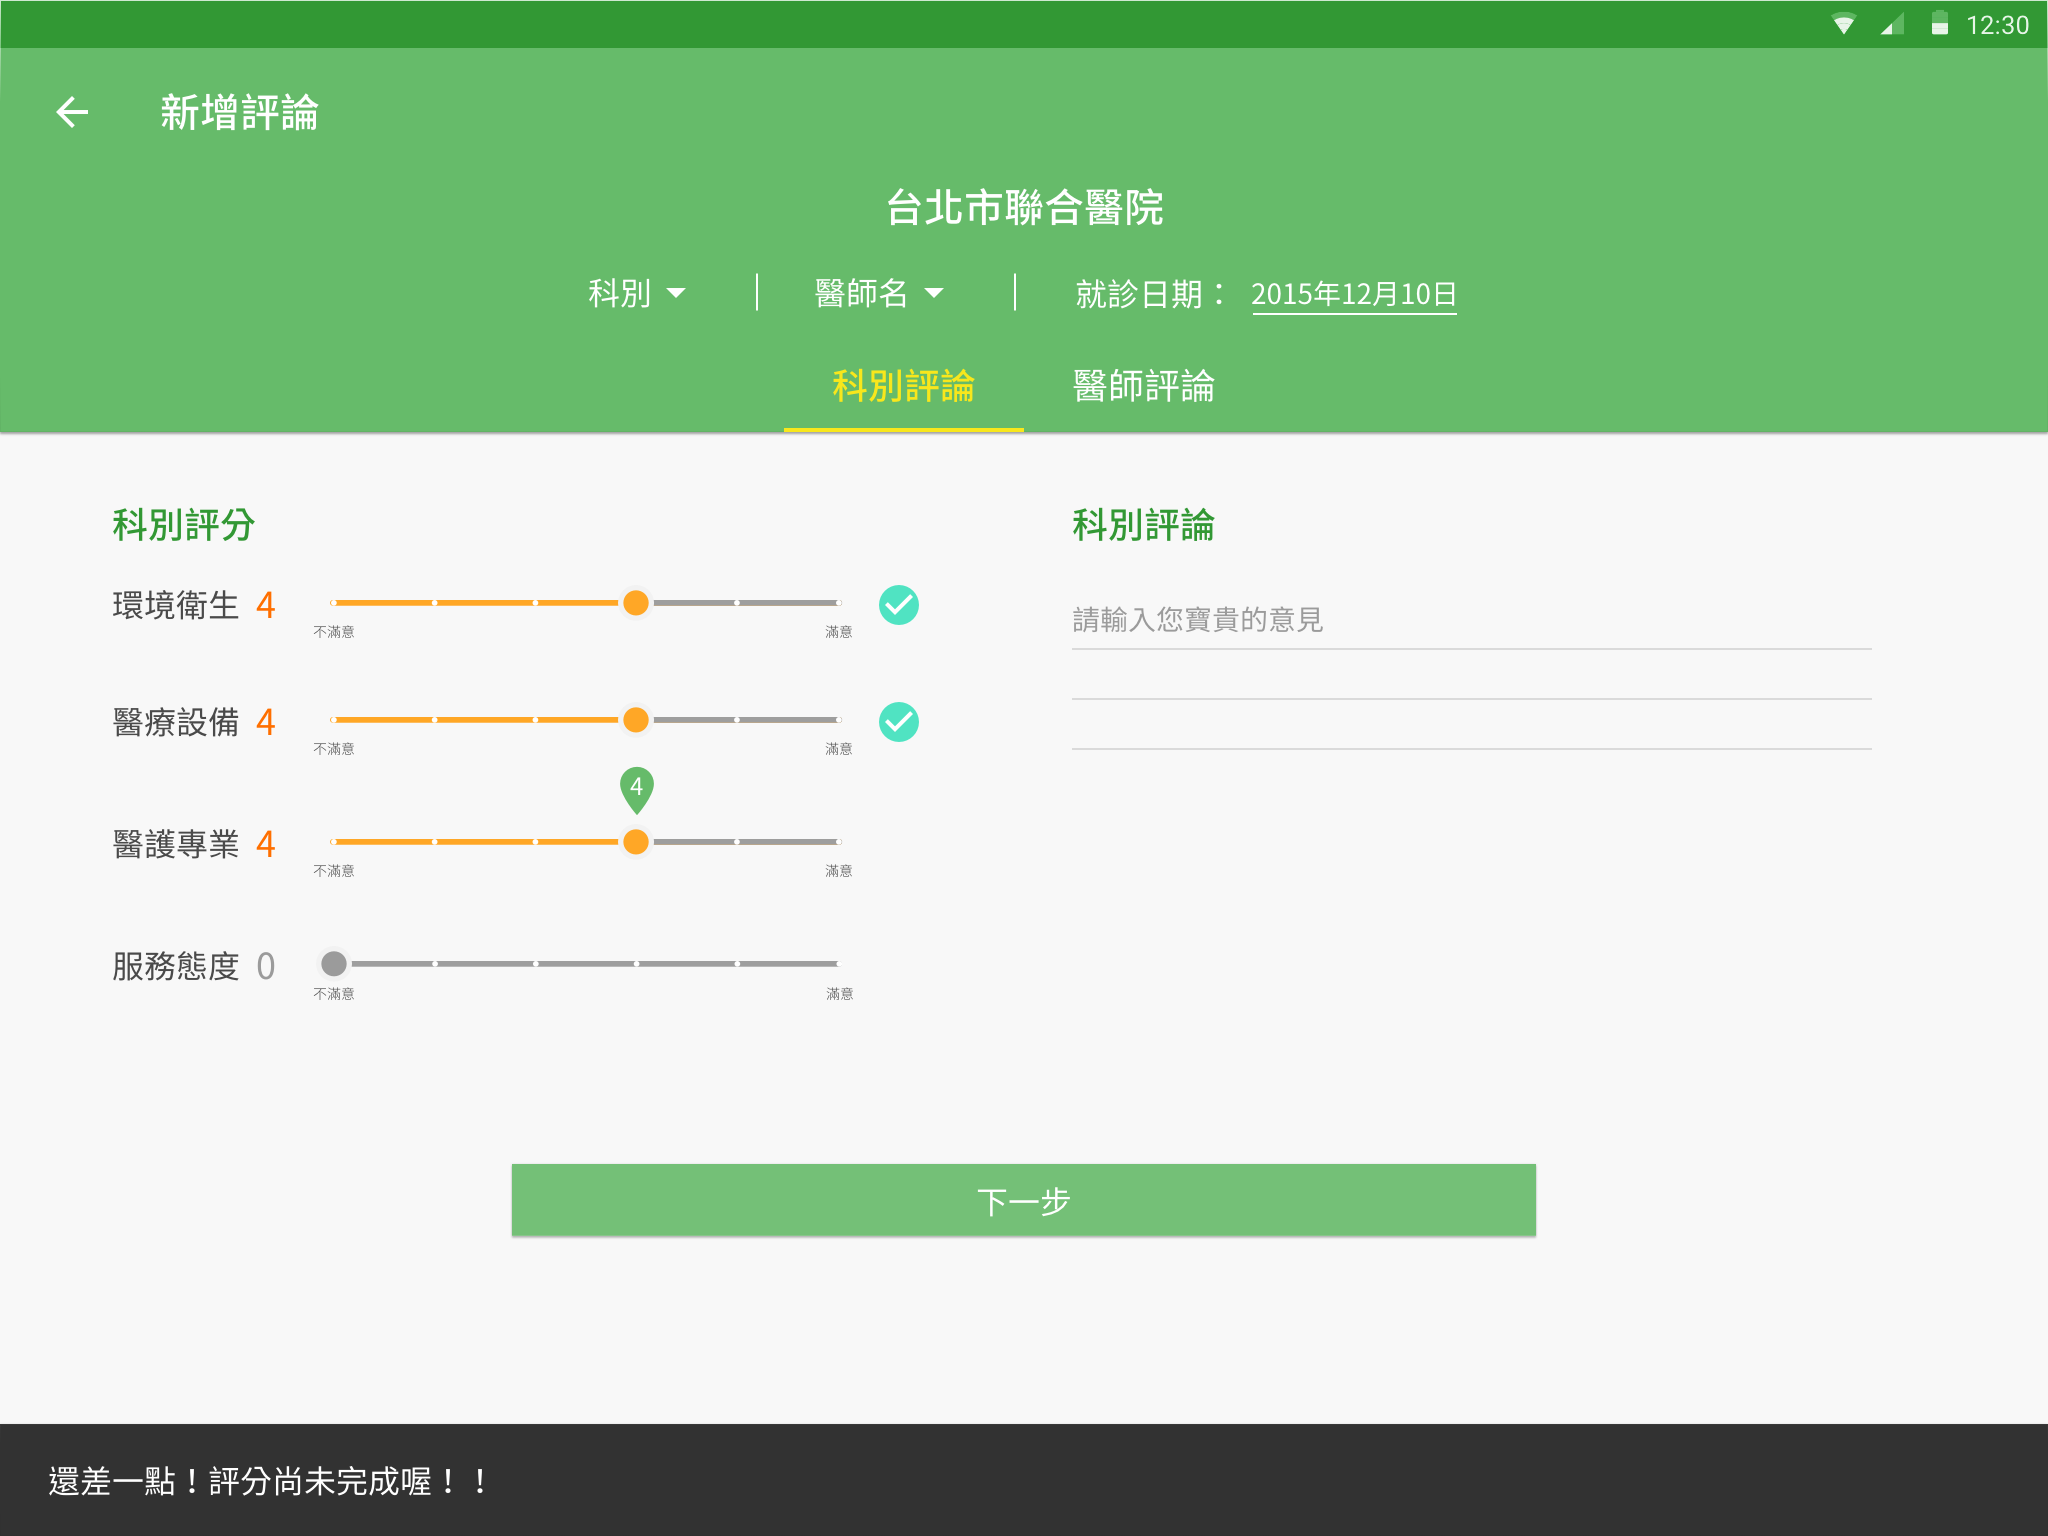 12:30
新增評論
台北市聯合醫院
科別 醫師名 就診日期： 2015年12月10日
科別評論 醫師評論
科別評分
環境衛生 4
不滿意 滿意
醫療設備 4
不滿意 滿意
4
醫護專業 4
不滿意 滿意
服務態度 0
不滿意 滿意
科別評論
請輸入您寶貴的意見
下一步
還差一點！評分尚未完成喔！！